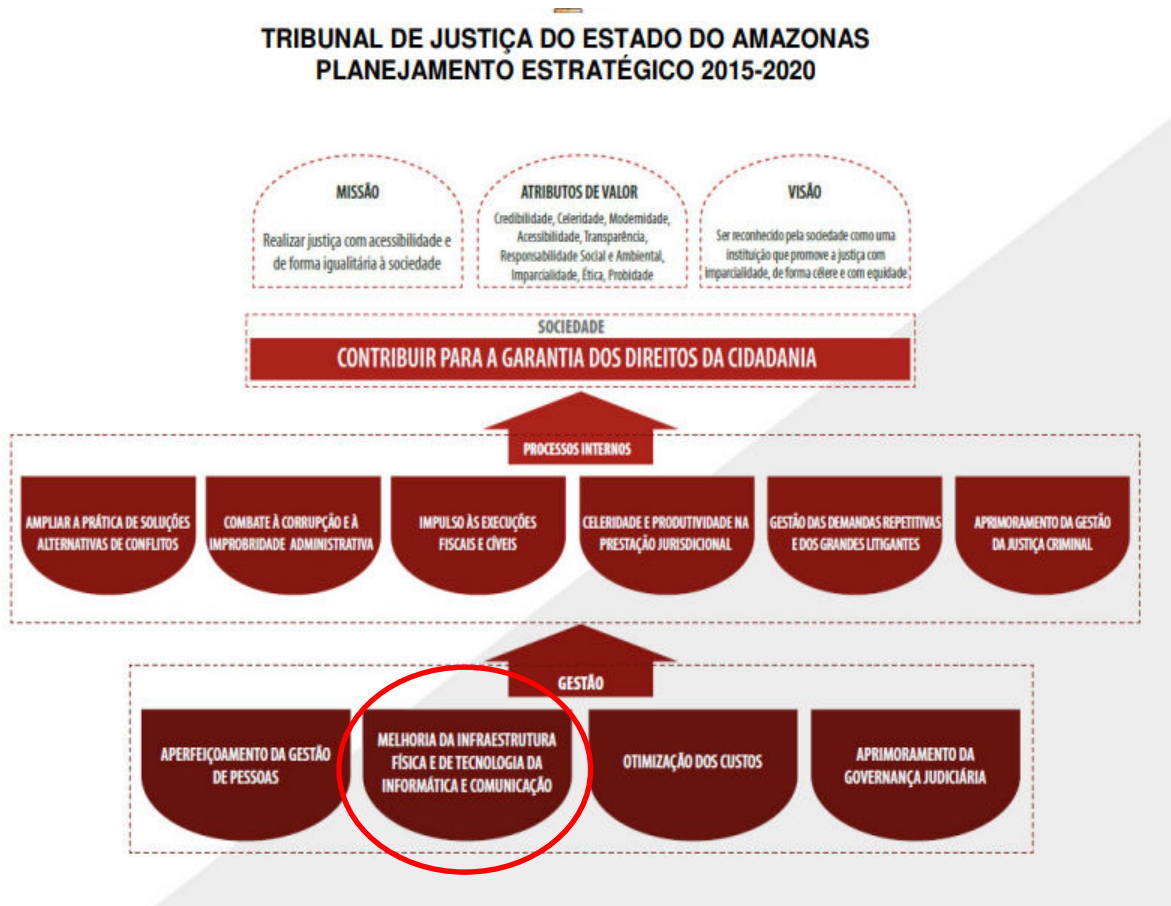 TRIBUNAL DE JUSTIÇA DO ESTADO DO AMAZONAS
PLANEJAMENTO ESTRATÉGICO 2015-2020
MISSÃO
Realizar justiça com acessibilidade e
de forma igualitária à sociedade
ATRIBUTOS DE VALOR
Credibilidade, Celeridade, Modernidade,
Acessibilidade, Transparência,
Responsabilidade Social e Ambiental,
Imparcialidade, Ética, Probidade
VISÃO
Ser reconhecido pela sociedade como uma
instituição que promove a justiça com
imparcialidade, de forma célere e com equidade
SOCIEDADE
CONTRIBUIR PARA A GARANTIA DOS DIREITOS DA CIDADANIA
PROCESSOS INTERNOS
AMPLIAR A PRÁTICA DE SOLUÇÕES
ALTERNATIVAS DE CONFLITOS
COMBATE À CORRUPÇÃO E À
IMPROBRIDADE ADMINISTRATIVA
IMPULSO ÀS EXECUÇÕES
FISCAIS E CÍVEIS
CELERIDADE E PRODUTIVIDADE NA
PRESTAÇÃO JURISDICIONAL
GESTÃO DAS DEMANDAS REPETITIVAS
E DOS GRANDES LITIGANTES
APRIMORAMENTO DA GESTÃO
DA JUSTIÇA CRIMINAL
GESTÃO
APERFEIÇOAMENTO DA GESTÃO
DE PESSOAS
MELHORIA DA INFRAESTRUTURA
FÍSICA E DE TECNOLOGIA DA
INFORMÁTICA E COMUNICAÇÃO
OTIMIZAÇÃO DOS CUSTOS
APRIMORAMENTO DA
GOVERNANÇA JUDICIÁRIA